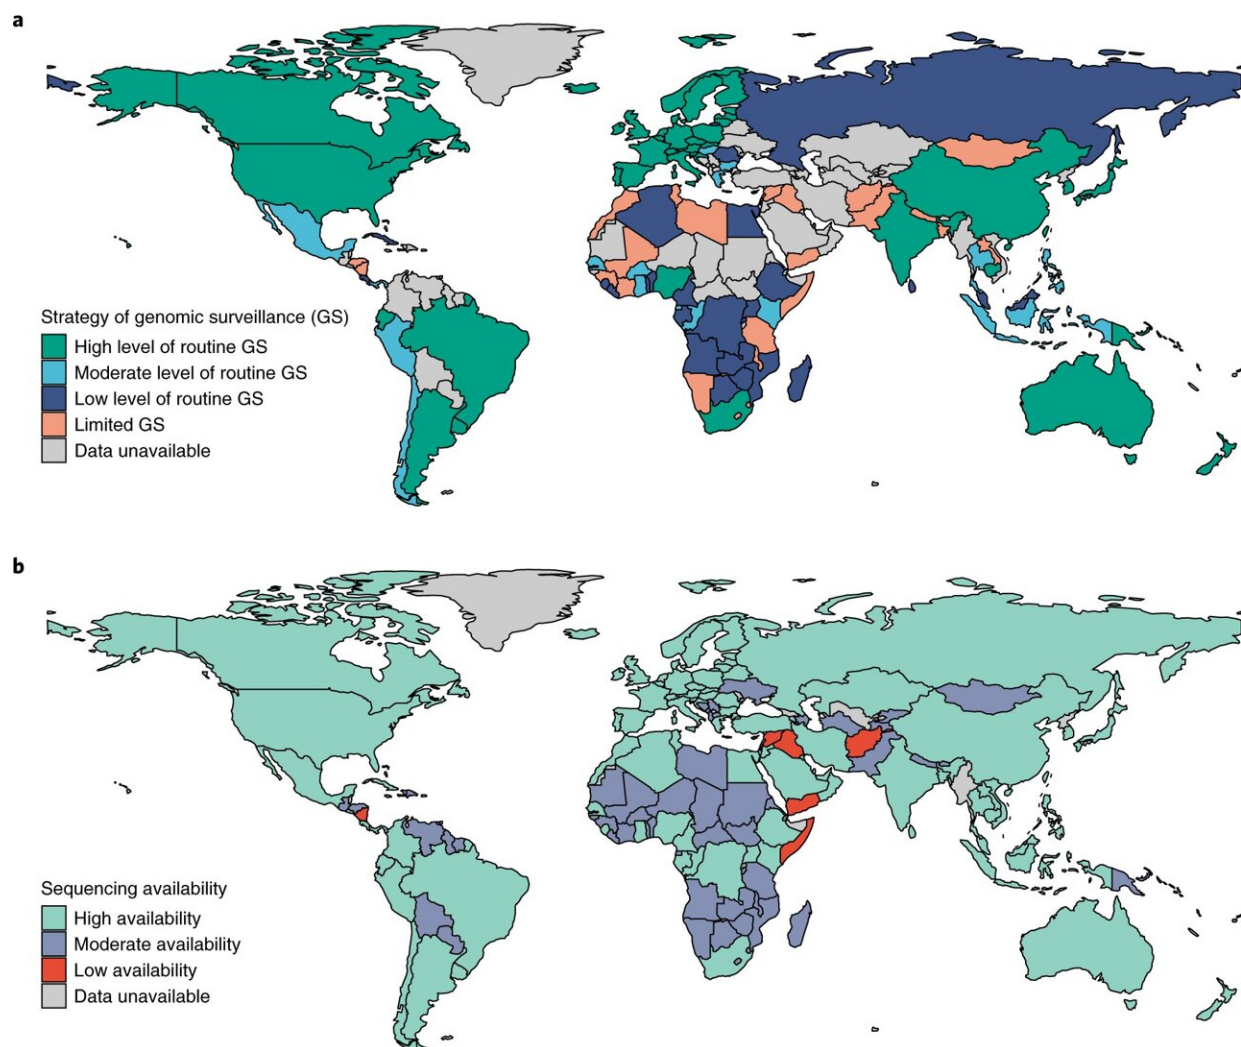 a
Strategy of genomic surveillance (GS)
High level of routine GS
Moderate level of routine GS
Low level of routine GS
Limited GS
Data unavailable
b
Sequencing availability
High availability
Moderate availability
Low availability
Data unavailable